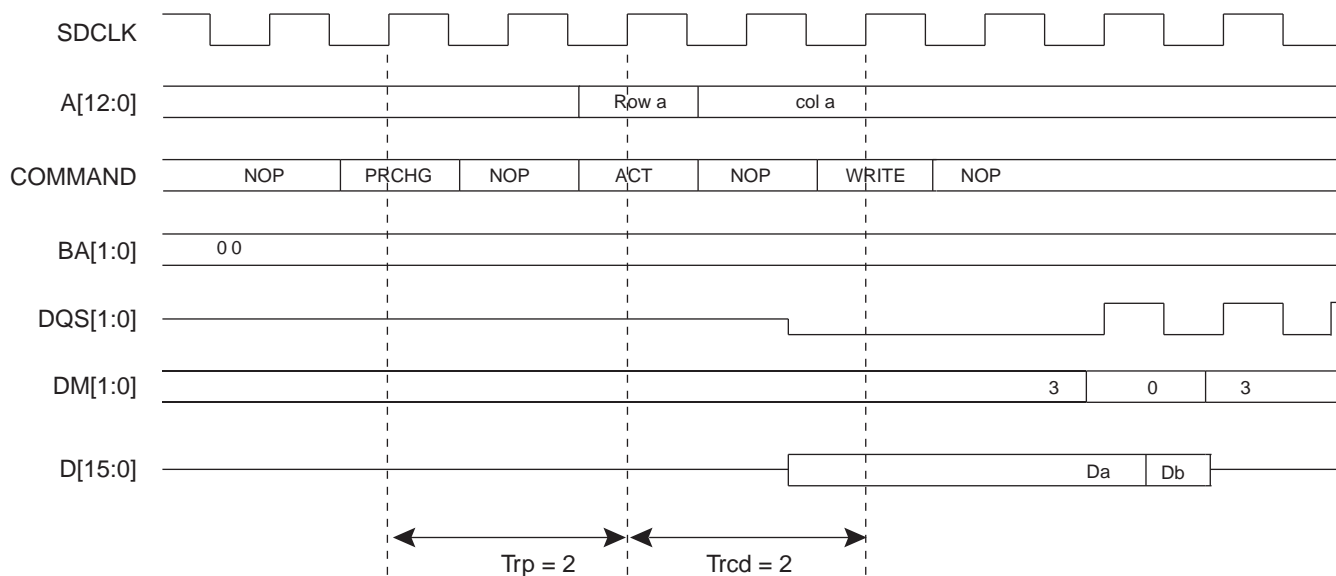 SDCLK
A[12:0] Row a col a
COMMAND NOP PRCHG NOP ACT NOP WRITE NOP
BA[1:0] 0 0
DQS[1:0]
DM[1:0] 3 0 3
D[15:0] Da Db
Trp = 2 Trcd = 2